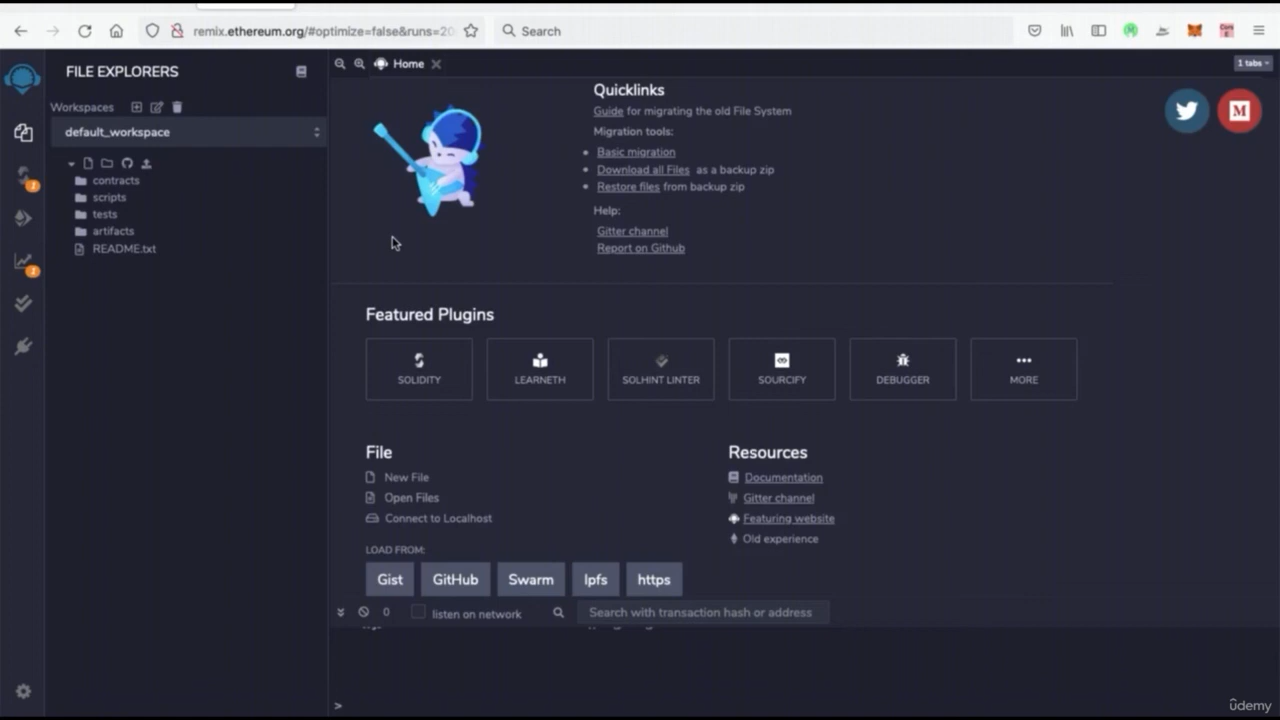 remix.ethereum.org/#optimize=false&runs=20
Search
FILE EXPLORERS
Workspaces
default_workspace
contracts
scripts
tests
artifacts
README.txt
1
1
Home
1 tabs
Quicklinks
Guide for migrating the old File System
Migration tools:
Basic migration
Download all Files as a backup zip
Restore files from backup zip
Help:
Gitter channel
Report on Github
Featured Plugins
SOLIDITY
LEARNETH
SOLHINT LINTER
SOURCIFY
DEBUGGER
MORE
File
New File
Open Files
Connect to Localhost
LOAD FROM:
Gist
GitHub
Swarm
Ipfs
https
Resources
Documentation
Gitter channel
Featuring website
Old experience
0
listen on network
Search with transaction hash or address
>
ûdemy